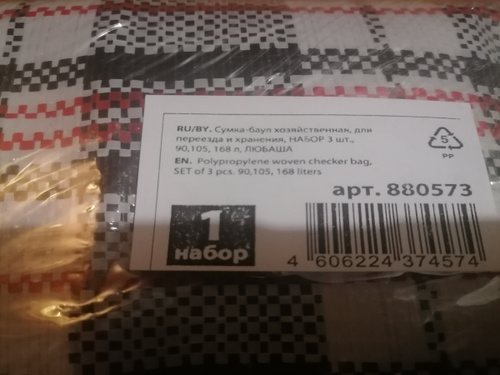 RU/BY. Сумка-баул хозяйственная, для
переезда и хранения, НАБОР 3 шт.,
90,105, 168 л, ЛЮБАША
EN. Polypropylene woven checker bag,
SET of 3 pcs. 90,105, 168 liters
5
PP
арт. 880573
1
набор
4 606224 374574